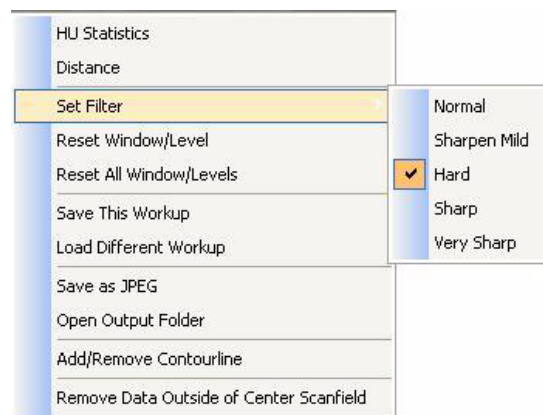 HU Statistics
Distance
Set Filter
Normal
Sharpen Mild
Hard
Sharp
Very Sharp
Reset Window/Level
Reset All Window/Levels
Save This Workup
Load Different Workup
Save as JPEG
Open Output Folder
Add/Remove Contourline
Remove Data Outside of Center Scanfield